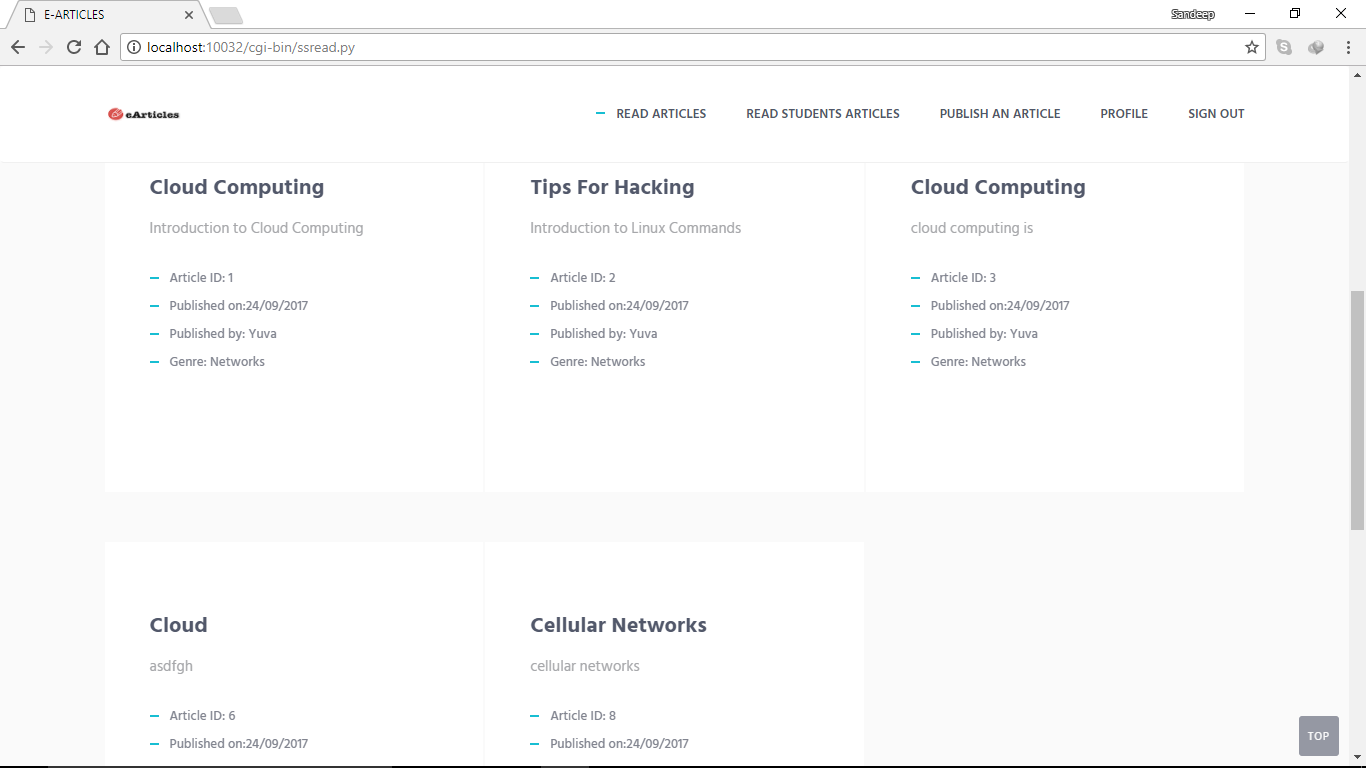 E-ARTICLES
Sandeep
localhost:10032/cgi-bin/ssread.py
eArticles
READ ARTICLES
READ STUDENTS ARTICLES
PUBLISH AN ARTICLE
PROFILE
SIGN OUT
Cloud Computing
Introduction to Cloud Computing
Article ID: 1
Published on:24/09/2017
Published by: Yuva
Genre: Networks
Tips For Hacking
Introduction to Linux Commands
Article ID: 2
Published on:24/09/2017
Published by: Yuva
Genre: Networks
Cloud Computing
cloud computing is
Article ID: 3
Published on:24/09/2017
Published by: Yuva
Genre: Networks
Cloud
asdfgh
Article ID: 6
Published on:24/09/2017
Cellular Networks
cellular networks
Article ID: 8
Published on:24/09/2017
TOP